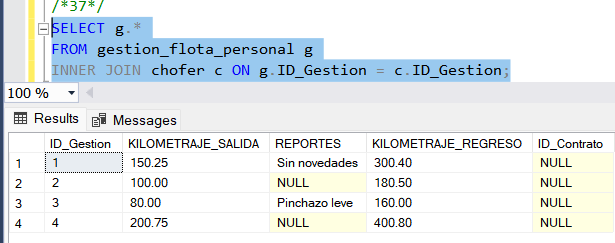 /*37*/
SELECT g.*
FROM gestion_flota_personal g
INNER JOIN chofer c ON g.ID_Gestion = c.ID_Gestion;
100 %
Results Messages
ID_Gestion KILOMETRAJE_SALIDA REPORTES KILOMETRAJE_REGRESO ID_Contrato
1 1 150.25 Sin novedades 300.40 NULL
2 2 100.00 NULL 180.50 NULL
3 3 80.00 Pinchazo leve 160.00 NULL
4 4 200.75 NULL 400.80 NULL